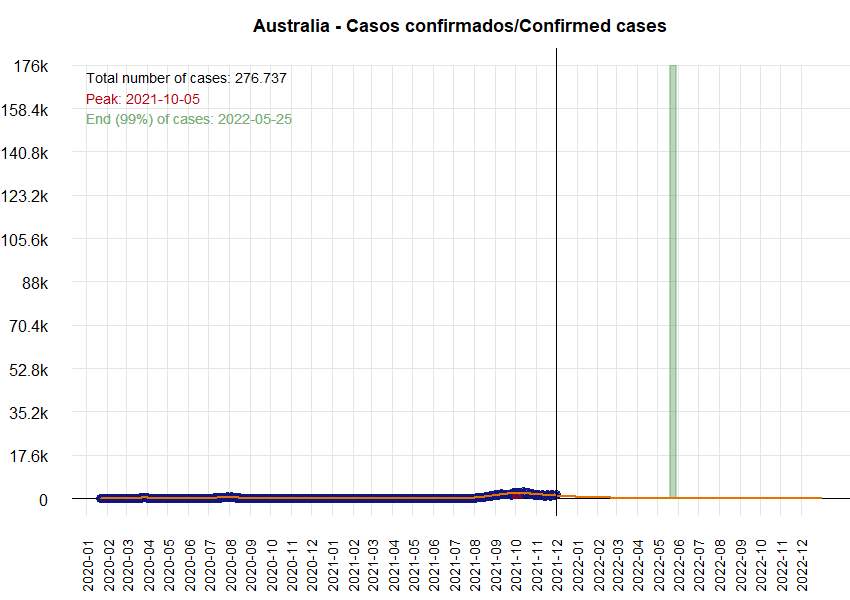 Australia - Casos confirmados/Confirmed cases
176k
Total number of cases: 276.737
Peak: 2021-10-05
End (99%) of cases: 2022-05-25
158.4k
140.8k
123.2k
105.6k
88k
70.4k
52.8k
35.2k
17.6k
0
2020-01
2020-02
2020-03
2020-04
2020-05
2020-06
2020-07
2020-08
2020-09
2020-10
2020-11
2020-12
2021-01
2021-02
2021-03
2021-04
2021-05
2021-06
2021-07
2021-08
2021-09
2021-10
2021-11
2021-12
2022-01
2022-02
2022-03
2022-04
2022-05
2022-06
2022-07
2022-08
2022-09
2022-10
2022-11
2022-12